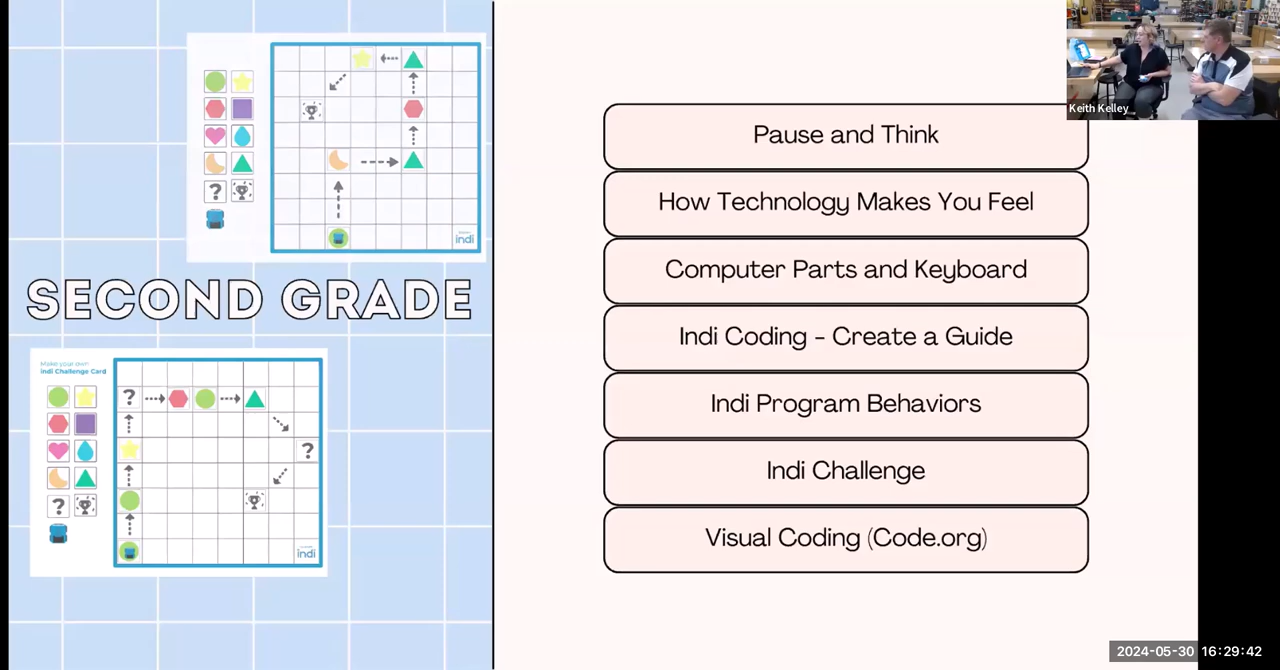 indi
SECOND GRADE
Make your own
indi Challenge Card
indi
Pause and Think
How Technology Makes You Feel
Computer Parts and Keyboard
Indi Coding - Create a Guide
Indi Program Behaviors
Indi Challenge
Visual Coding (Code.org)
Keith Kelley
2024-05-30 16:29:42